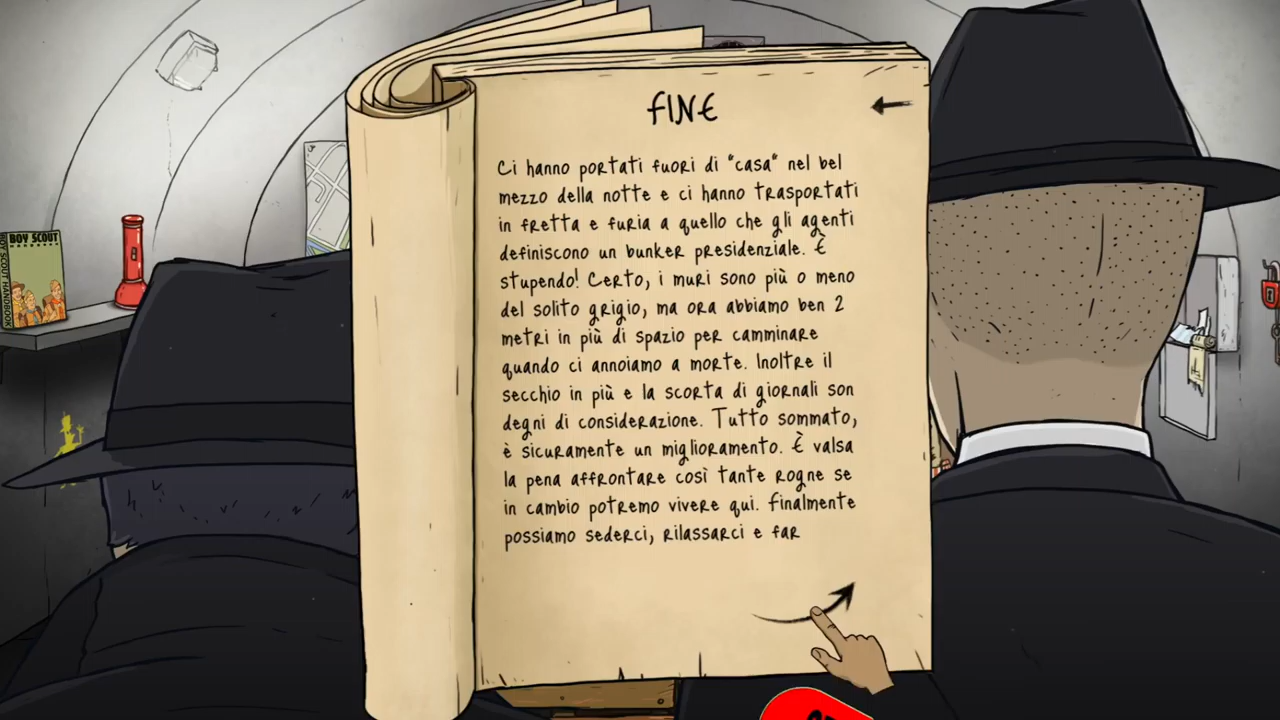 FINE
Ci hanno portati fuori di "casa" nel bel
mezzo della notte e ci hanno trasportati
in fretta e furia a quello che gli agenti
definiscono un bunker presidenziale. È
stupendo! Certo, i muri sono più o meno
del solito grigio, ma ora abbiamo ben 2
metri in più di spazio per camminare
quando ci annoiamo a morte. Inoltre il
secchio in più e la scorta di giornali son
degni di considerazione. Tutto sommato,
è sicuramente un miglioramento. È valsa
la pena affrontare così tante rogne se
in cambio potremo vivere qui. Finalmente
possiamo sederci, rilassarci e far
BOY SCOUT
BOY SCOUT HANDBOOK